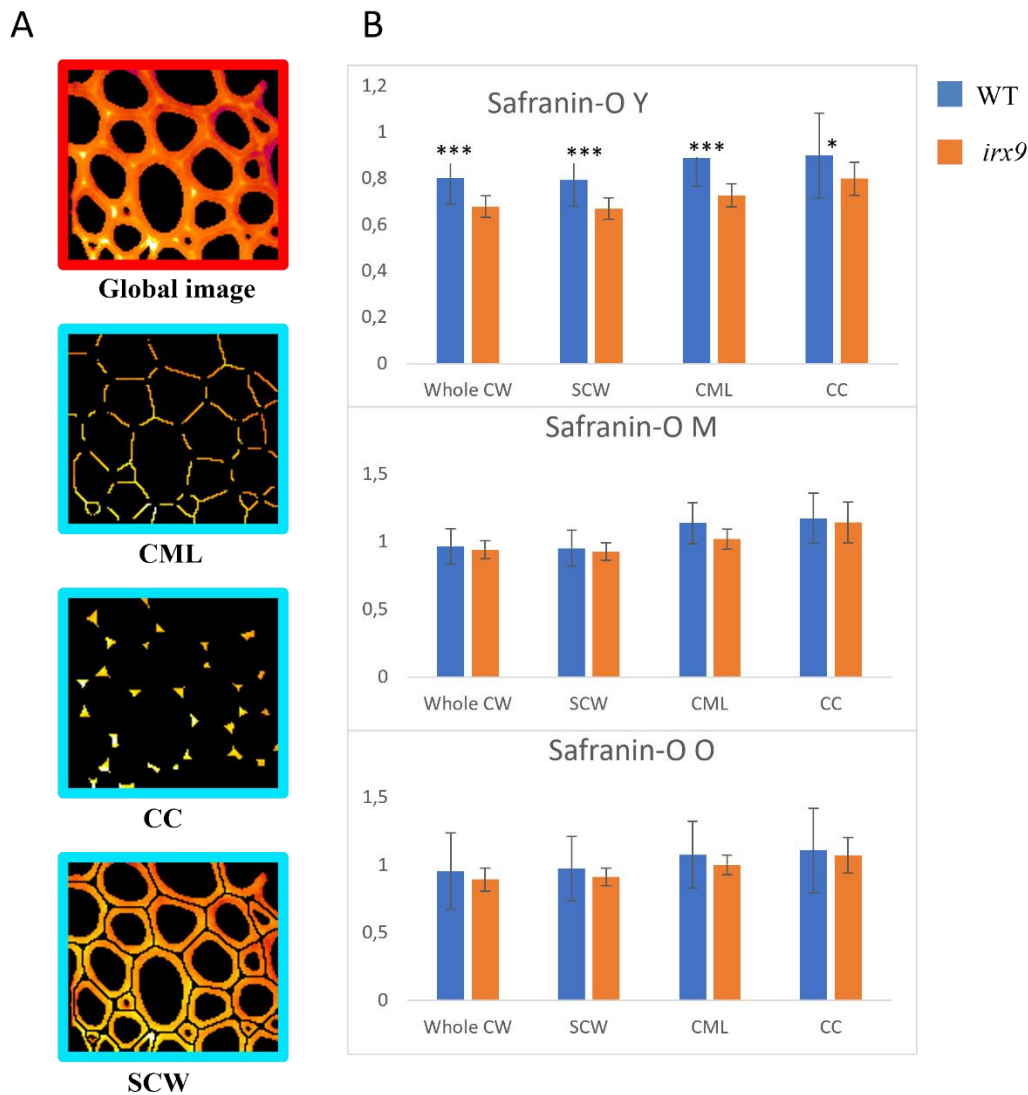 A
Global image
CML
CC
SCW
B
Safranin-O Y
1,2
1
0,8
0,6
0,4
0,2
0
***
***
***
*
Whole CW SCW CML CC
WT
irx9
Safranin-O M
1,5
1
0,5
0
Whole CW SCW CML CC
Safranin-O O
1,5
1
0,5
0
Whole CW SCW CML CC